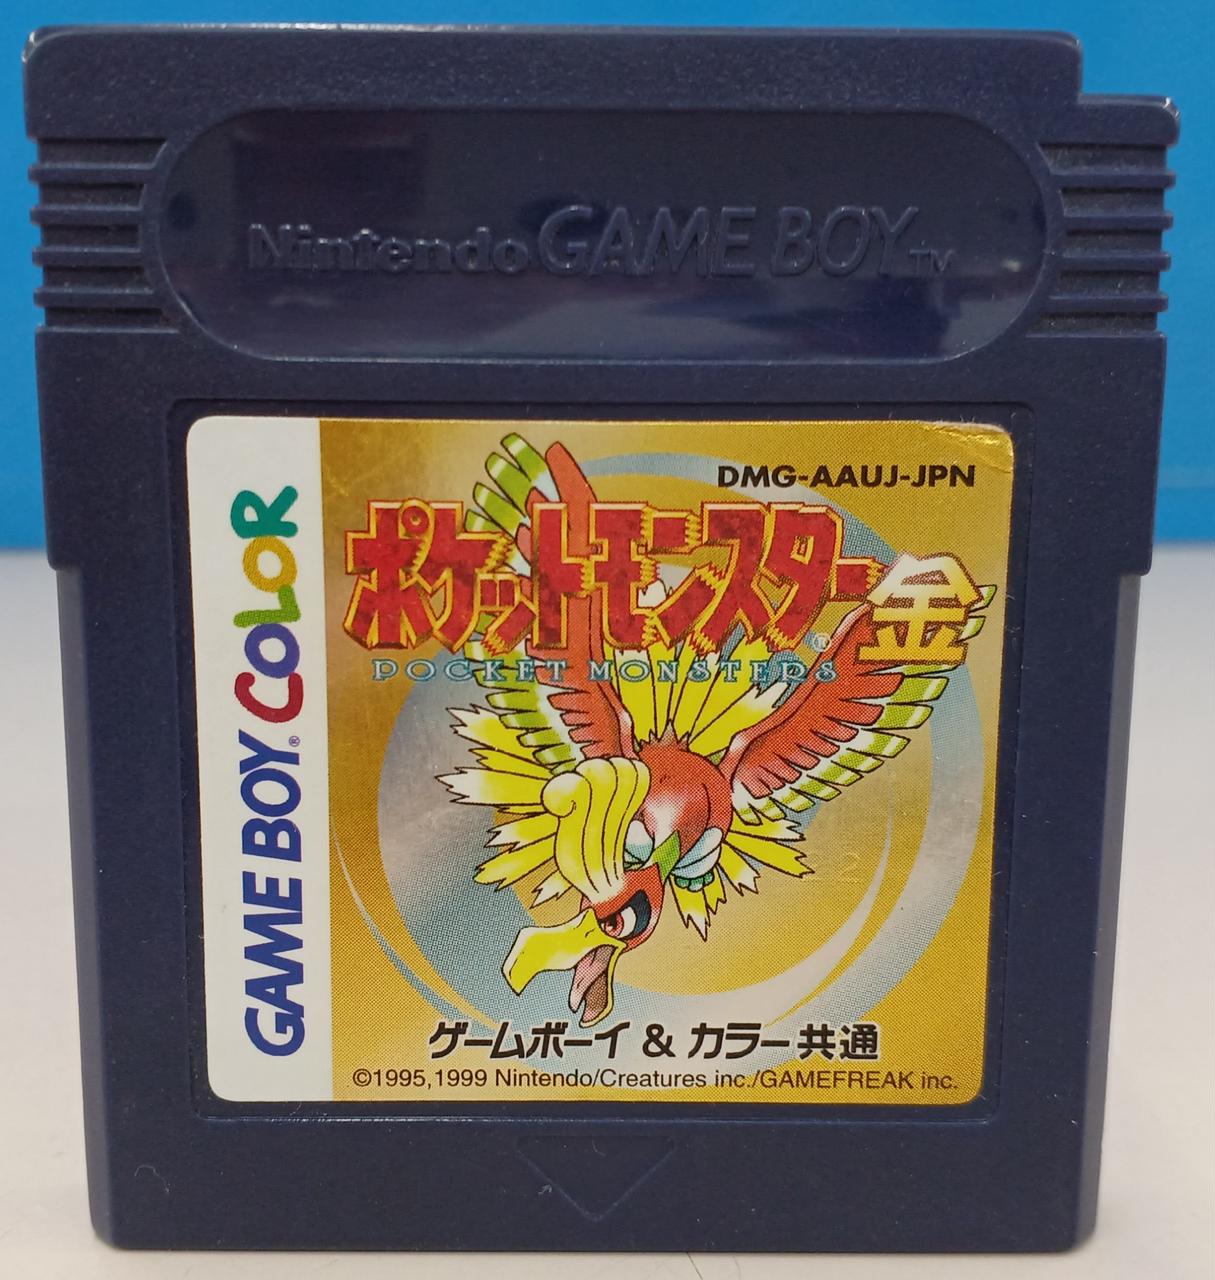 Nintendo GAME BOY TM
GAME BOY® COLOR
DMG-AAUJ-JPN
ポケットモンスター® 金
POCKET MONSTERS
ゲームボーイ & カラー共通
©1995,1999 Nintendo/Creatures inc./GAMEFREAK inc.